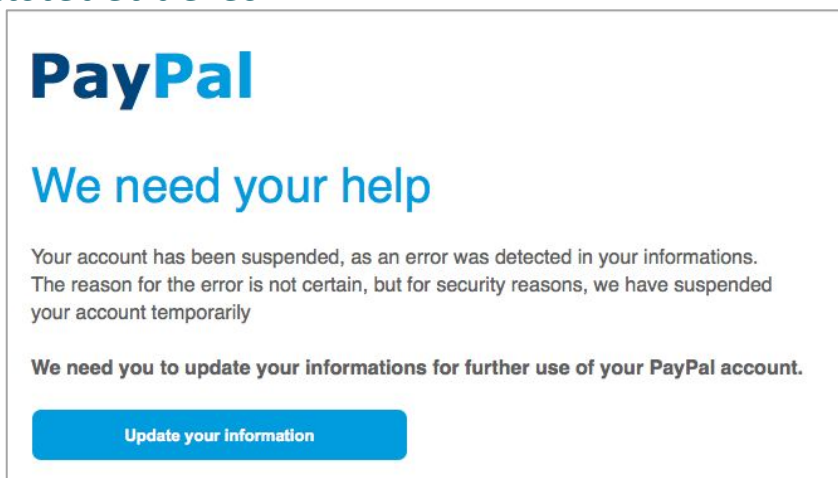 PayPal
We need your help
Your account has been suspended, as an error was detected in your informations.
The reason for the error is not certain, but for security reasons, we have suspended
your account temporarily
We need you to update your informations for further use of your PayPal account.
Update your information